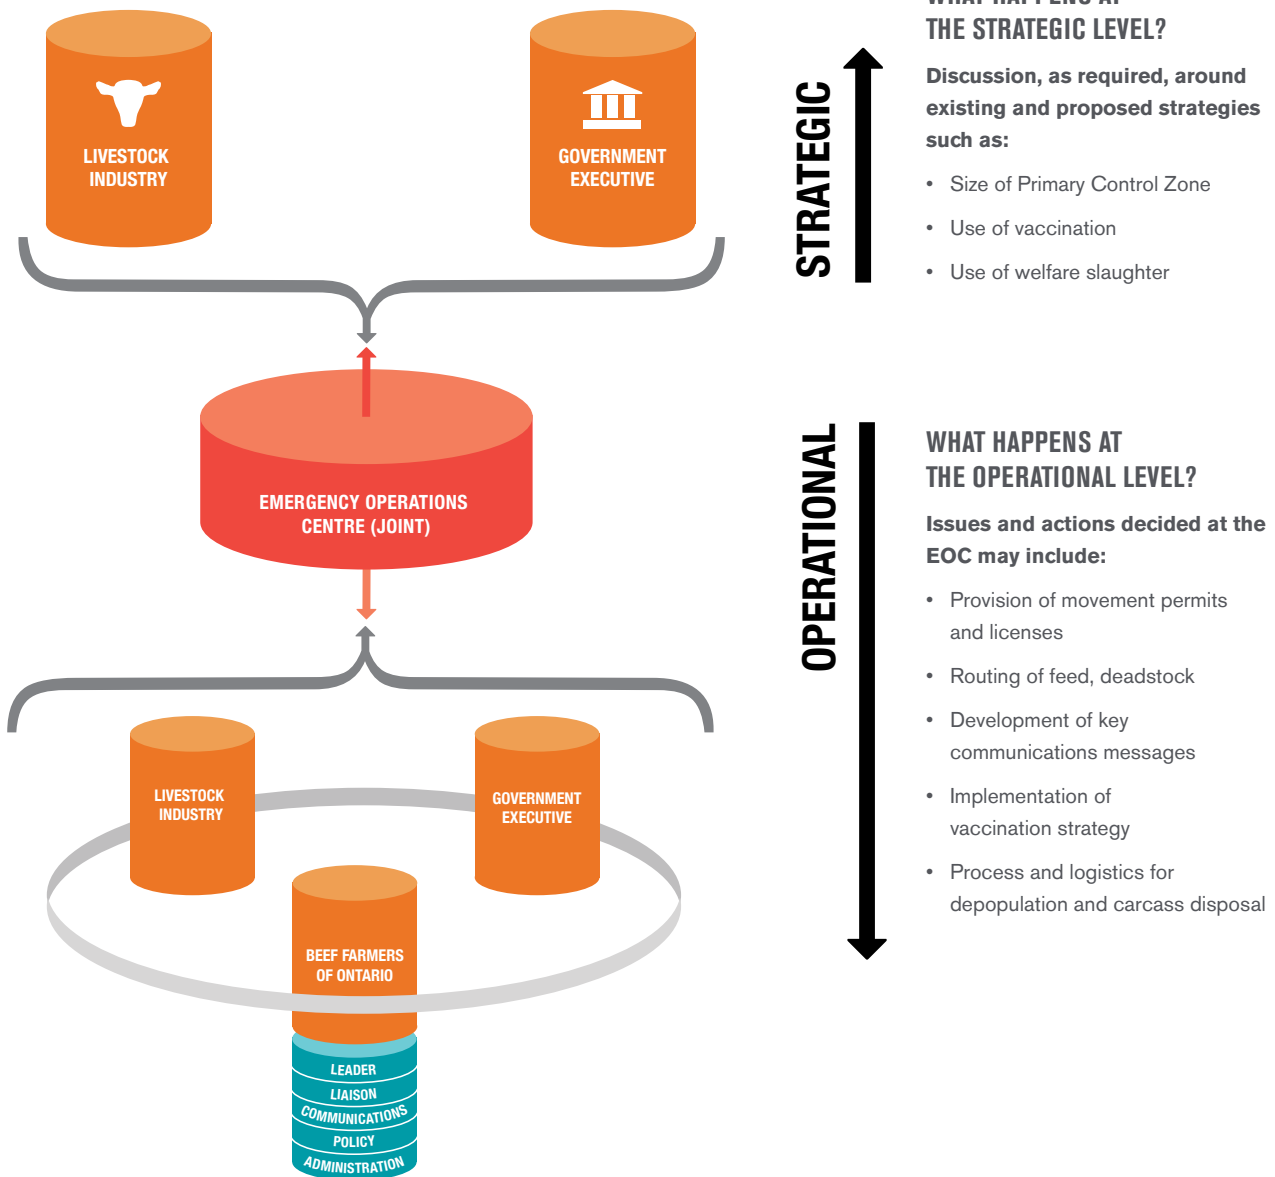 LIVESTOCK
INDUSTRY
GOVERNMENT
EXECUTIVE
STRATEGIC
WHAT HAPPENS AT
THE STRATEGIC LEVEL?
Discussion, as required, around
existing and proposed strategies
such as:
• Size of Primary Control Zone
• Use of vaccination
• Use of welfare slaughter
EMERGENCY OPERATIONS
CENTRE (JOINT)
OPERATIONAL
WHAT HAPPENS AT
THE OPERATIONAL LEVEL?
Issues and actions decided at the
EOC may include:
• Provision of movement permits
and licenses
• Routing of feed, deadstock
• Development of key
communications messages
• Implementation of
vaccination strategy
• Process and logistics for
depopulation and carcass disposal
LIVESTOCK
INDUSTRY
GOVERNMENT
EXECUTIVE
BEEF FARMERS
OF ONTARIO
LEADER
LIAISON
COMMUNICATIONS
POLICY
ADMINISTRATION